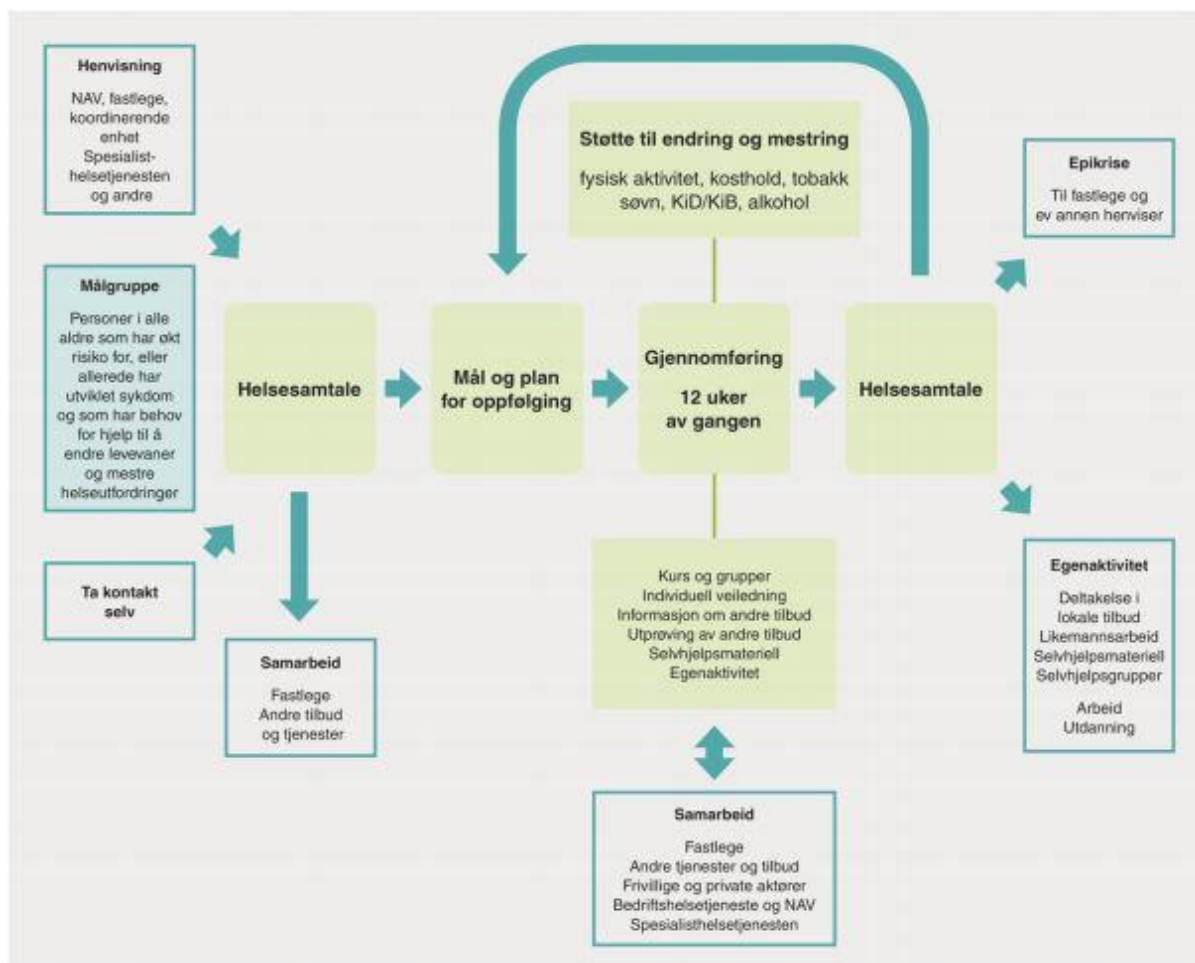 Henvisning
NAV, fastlege,
koordinerende
enhet
Spesialist-
helsetjenesten
og andre
Målgruppe
Personer i alle
aldre som har økt
risiko for, eller
allerede har
utviklet sykdom
og som har behov
for hjelp til å
endre levevaner
og mestre
helseutfordringer
Ta kontakt
selv
Helsesamtale
Samarbeid
Fastlege
Andre tilbud
og tjenester
Mål og plan
for oppfølging
Støtte til endring og mestring
fysisk aktivitet, kosthold, tobakk
søvn, KiD/KiB, alkohol
Gjennomføring
12 uker
av gangen
Kurs og grupper
Individuell veiledning
Informasjon om andre tilbud
Utprøving av andre tilbud
Selvhjelpsmateriell
Egenaktivitet
Samarbeid
Fastlege
Andre tjenester og tilbud
Frivillige og private aktører
Bedriftshelsetjeneste og NAV
Spesialisthelsetjenesten
Helsesamtale
Epikrise
Til fastlege og
ev annen henviser
Egenaktivitet
Deltakelse i
lokale tilbud
Likemannsarbeid
Selvhjelpsmateriell
Selvhjelpsgrupper
Arbeid
Utdanning